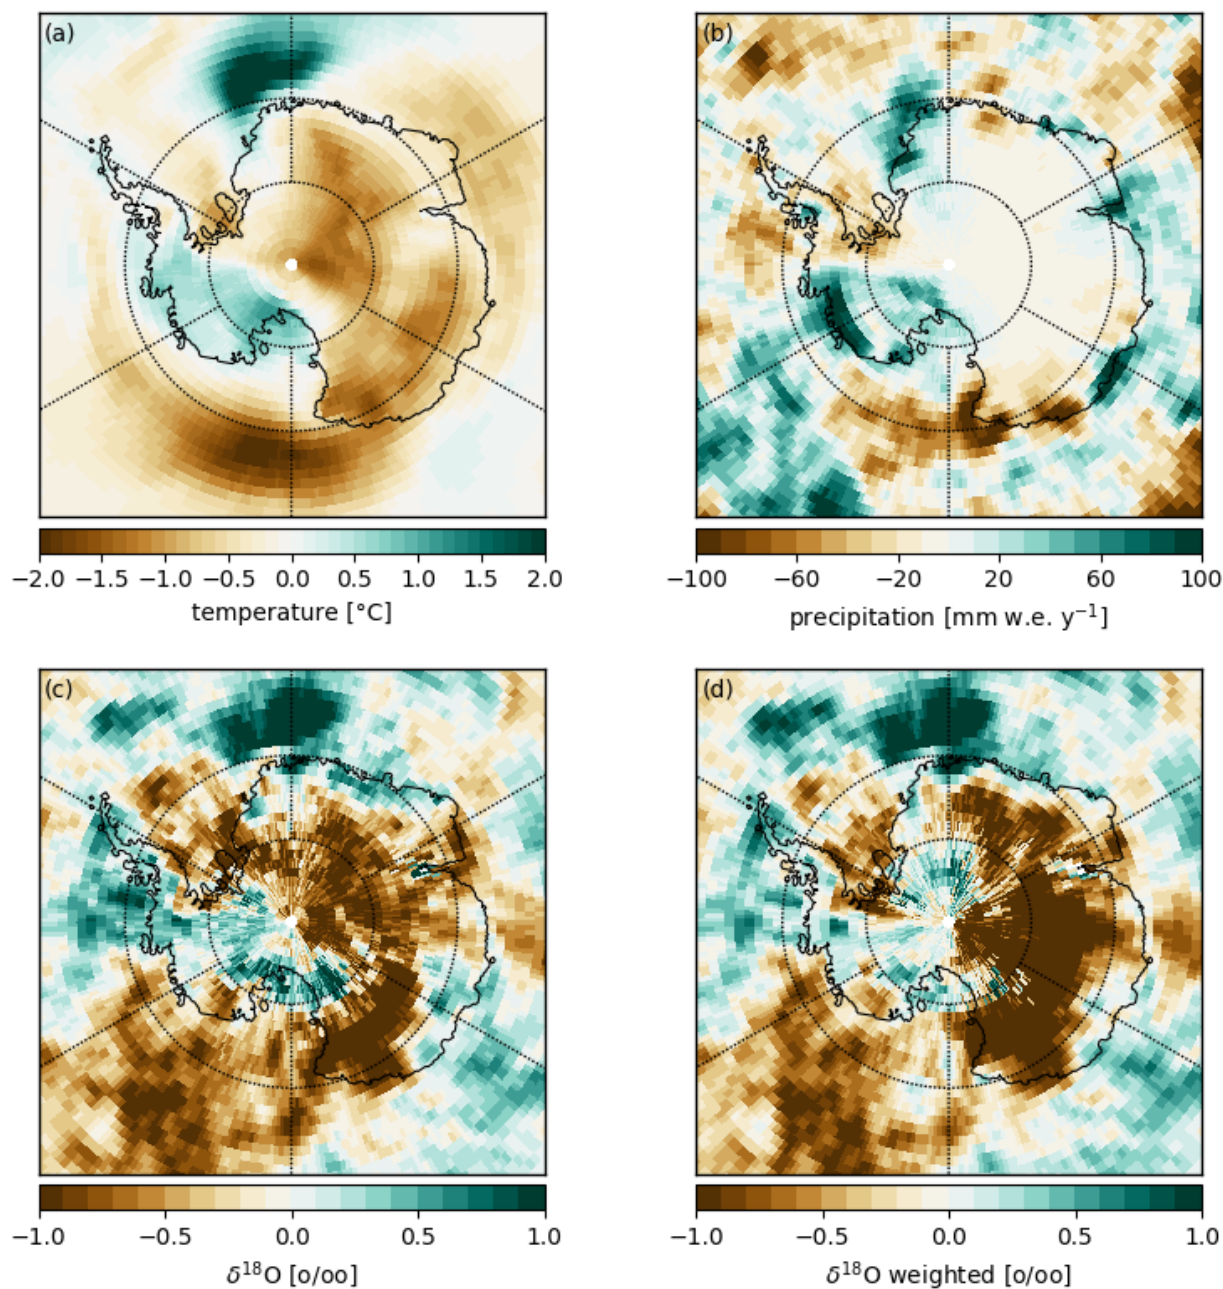 (a)
(b)
−2.0 −1.5 −1.0 −0.5 0.0 0.5 1.0 1.5 2.0
temperature [°C]
−100 −60 −20 20 60 100
precipitation [mm w.e. y⁻¹]
(c)
(d)
−1.0 −0.5 0.0 0.5 1.0
δ¹⁸O [o/oo]
−1.0 −0.5 0.0 0.5 1.0
δ¹⁸O weighted [o/oo]